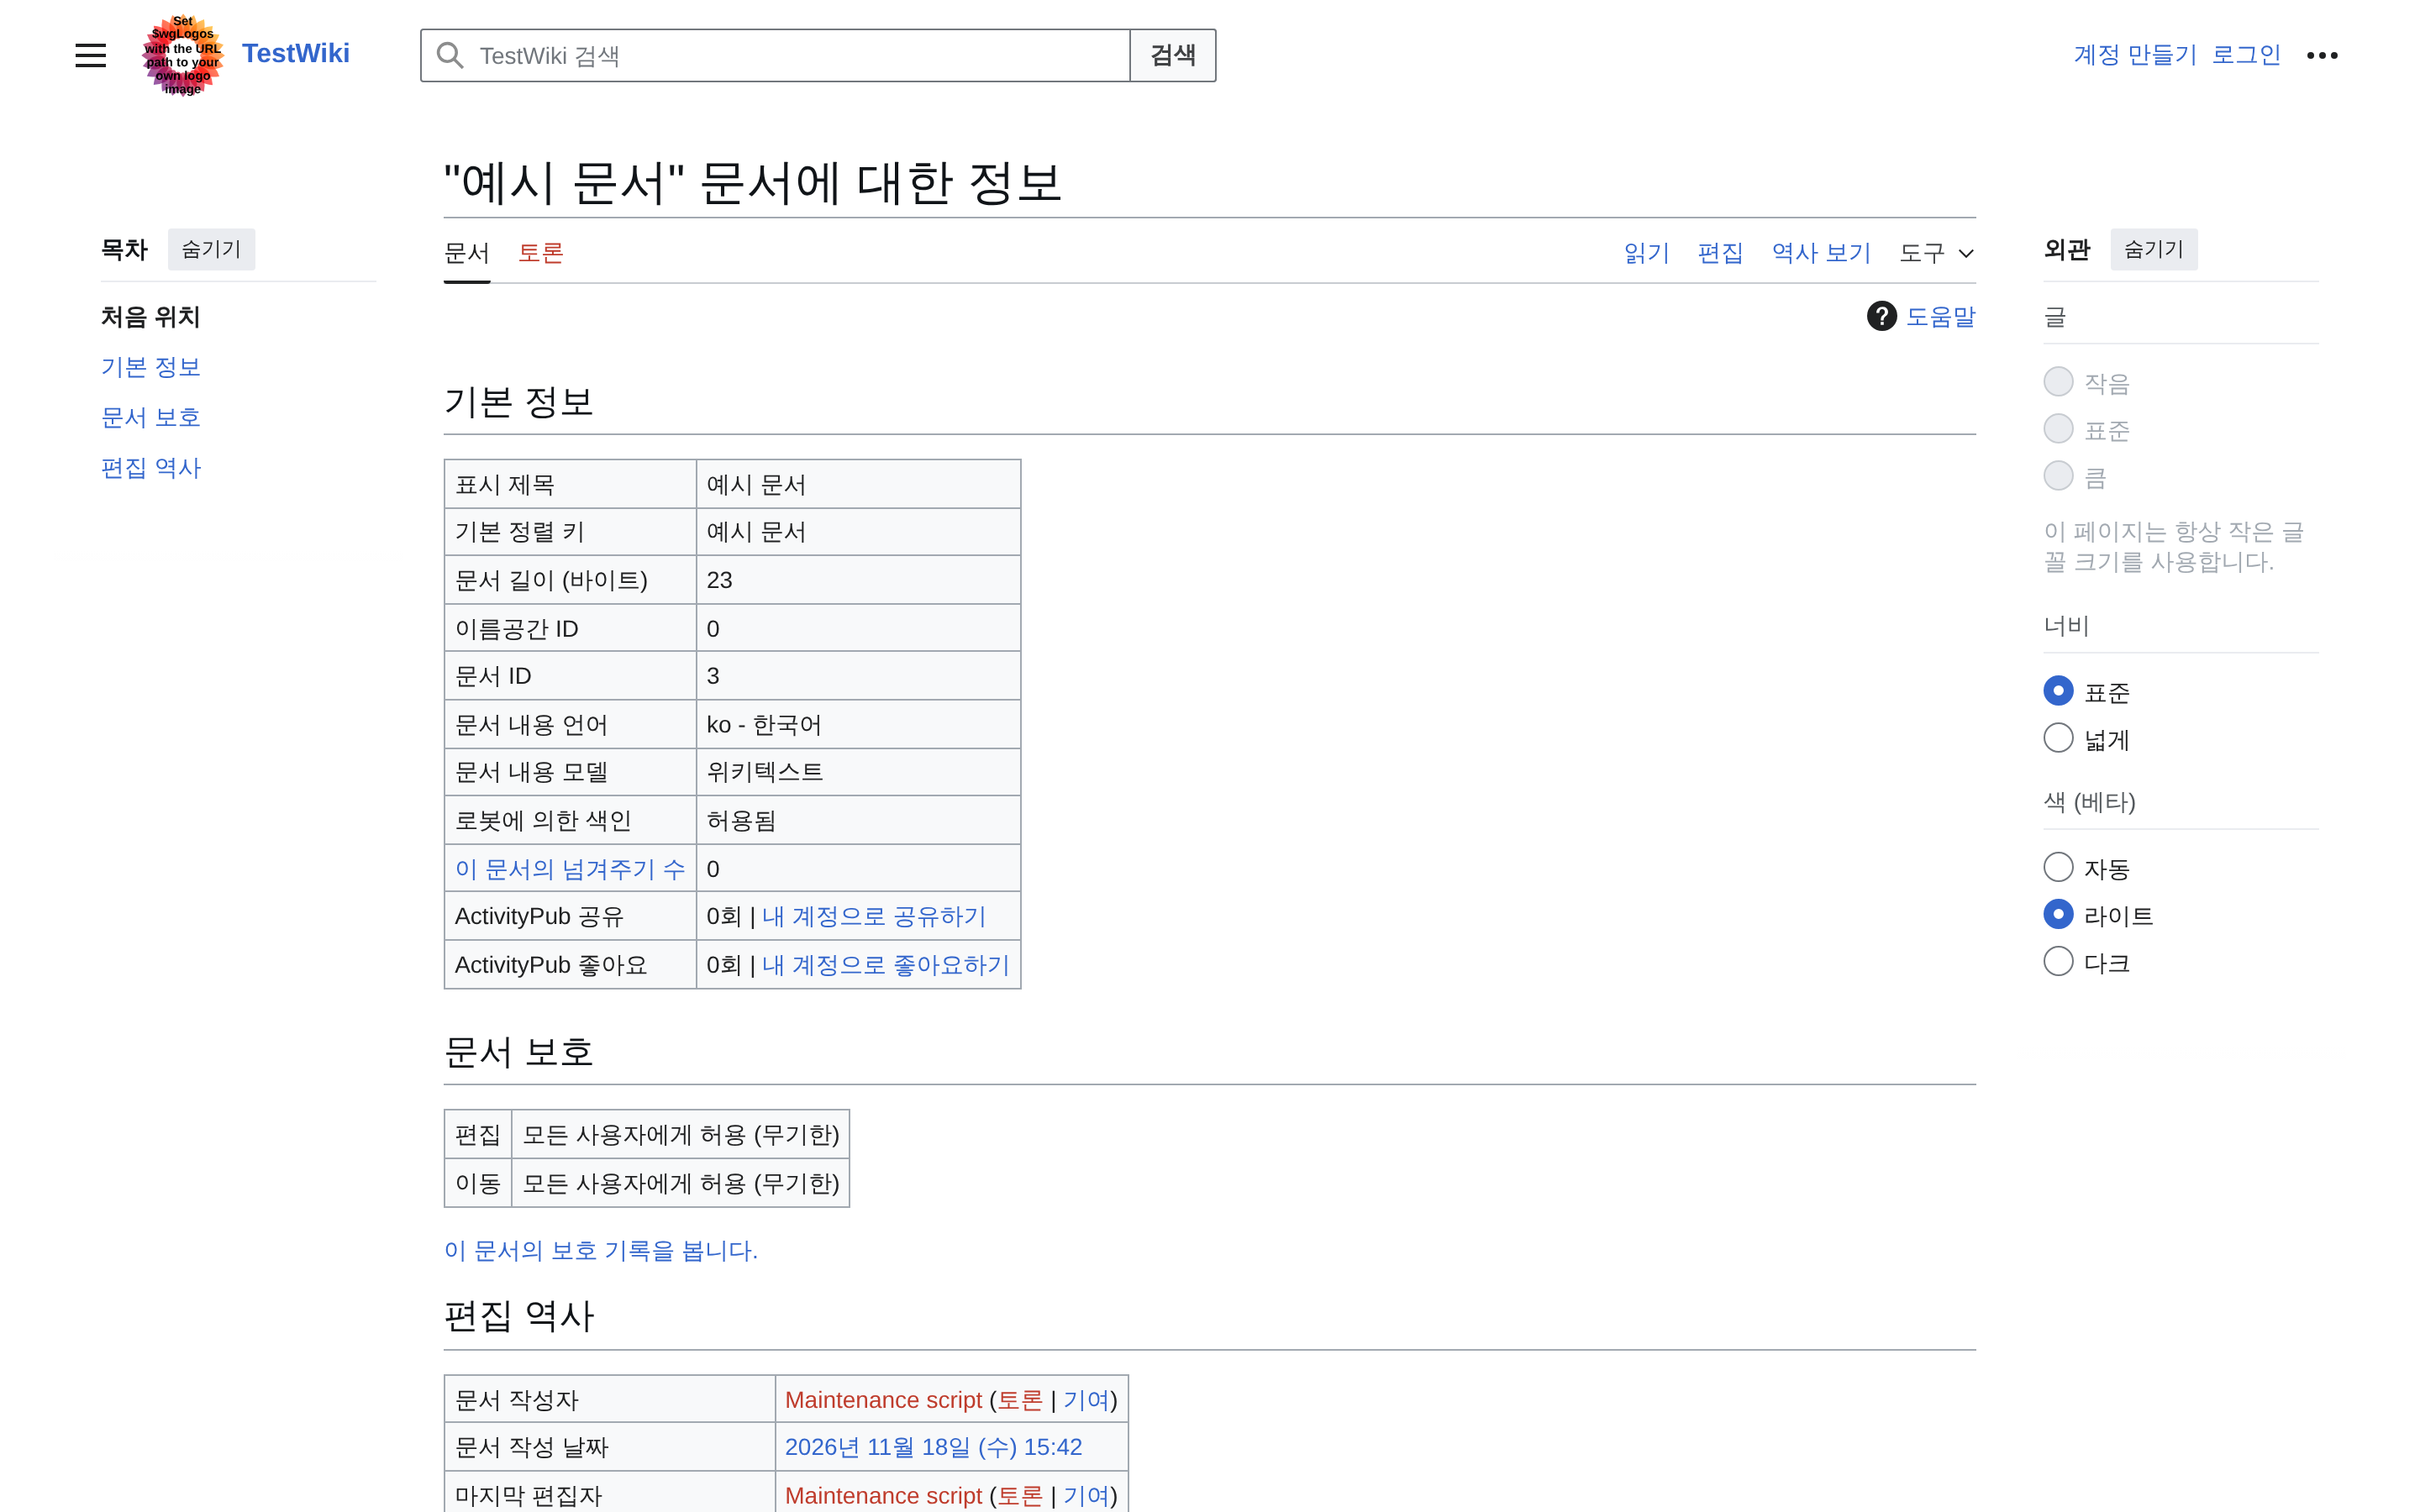 Set
$wgLogos
with the URL
path to your
own logo
image
TestWiki
TestWiki 검색
검색
계정 만들기 로그인
"예시 문서" 문서에 대한 정보
목차 숨기기
처음 위치
기본 정보
문서 보호
편집 역사
문서 토론
읽기 편집 역사 보기 도구
도움말
기본 정보
표시 제목 예시 문서
기본 정렬 키 예시 문서
문서 길이 (바이트) 23
이름공간 ID 0
문서 ID 3
문서 내용 언어 ko - 한국어
문서 내용 모델 위키텍스트
로봇에 의한 색인 허용됨
이 문서의 넘겨주기 수 0
ActivityPub 공유 0회 | 내 계정으로 공유하기
ActivityPub 좋아요 0회 | 내 계정으로 좋아요하기
문서 보호
편집 모든 사용자에게 허용 (무기한)
이동 모든 사용자에게 허용 (무기한)
이 문서의 보호 기록을 봅니다.
편집 역사
문서 작성자 Maintenance script (토론 | 기여)
문서 작성 날짜 2026년 11월 18일 (수) 15:42
마지막 편집자 Maintenance script (토론 | 기여)
외관 숨기기
글
작음
표준
큼
이 페이지는 항상 작은 글
꼴 크기를 사용합니다.
너비
표준
넓게
색 (베타)
자동
라이트
다크